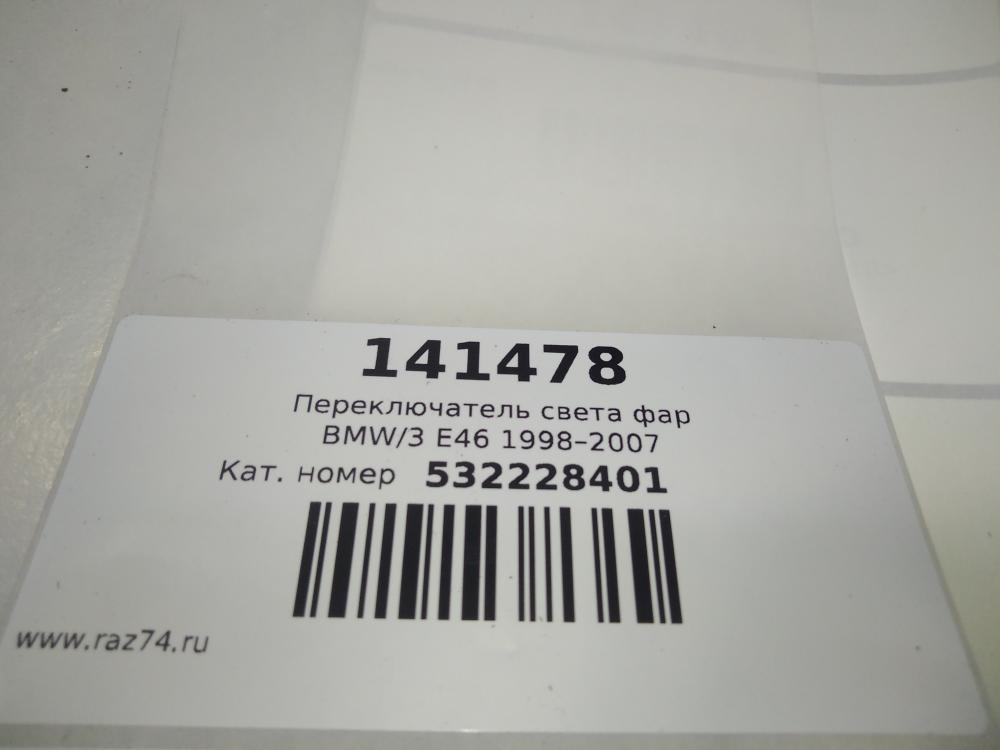 141478
Переключатель света фар
BMW/3 E46 1998–2007
Кат. номер 532228401
www.raz74.ru